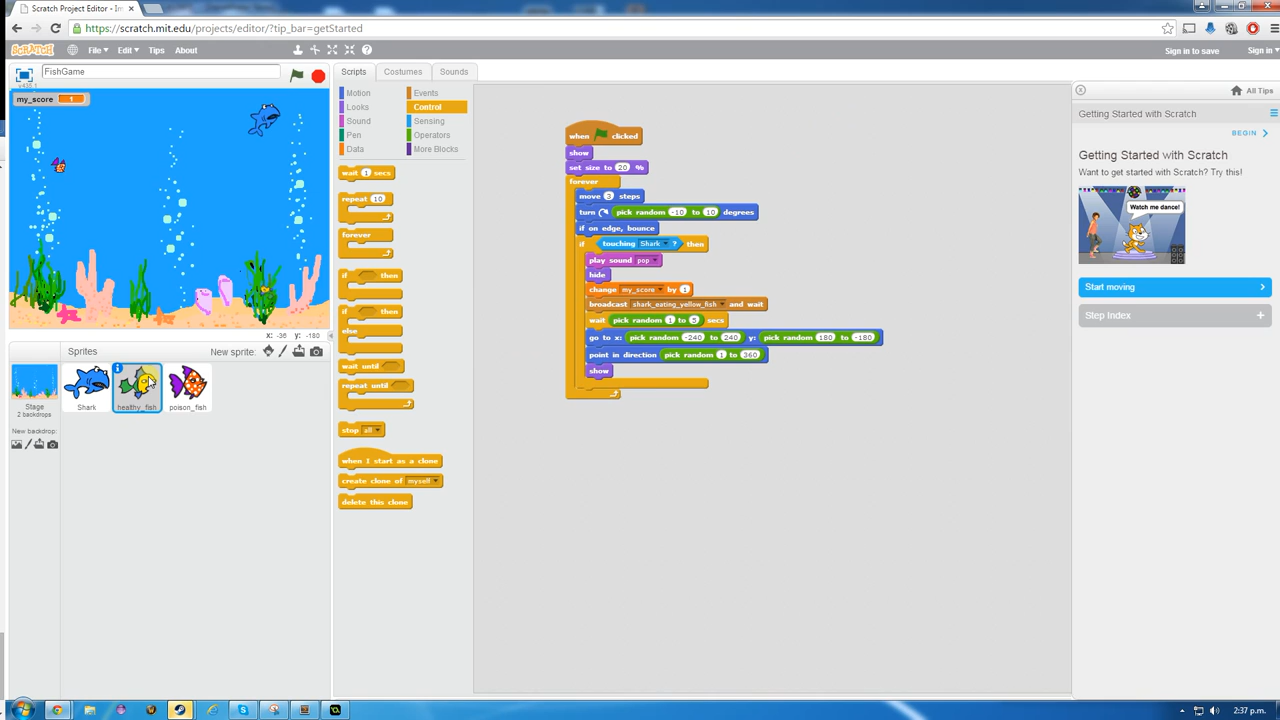 Scratch Project Editor - Im
https://scratch.mit.edu/projects/editor/?tip_bar=getStarted
SCRATCH File Edit Tips About Sign in to save Sign in
FishGame
v435.1
Scripts Costumes Sounds
my_score 1
Motion Events
Looks Control
Sound Sensing
Pen Operators
Data More Blocks
wait 1 secs
repeat 10
forever
if then
if then
else
wait until
repeat until
stop all
when I start as a clone
create clone of myself
delete this clone
x: -36 y: -180
Sprites New sprite:
Stage
2 backdrops
New backdrop:
Shark
healthy_fish
poison_fish
when clicked
show
set size to 20 %
forever
move 3 steps
turn pick random -10 to 10 degrees
if on edge, bounce
if touching Shark ? then
play sound pop
hide
change my_score by 1
broadcast shark_eating_yellow_fish and wait
wait pick random 1 to 5 secs
go to x: pick random -240 to 240 y: pick random 180 to -180
point in direction pick random 1 to 360
show
All Tips
Getting Started with Scratch
BEGIN
Getting Started with Scratch
Want to get started with Scratch? Try this!
Watch me dance!
Start moving
Step Index
2:37 p.m.